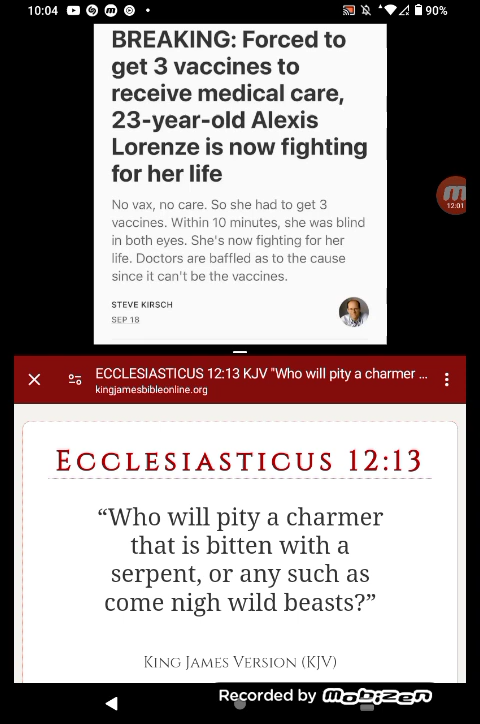 10:04
90%
BREAKING: Forced to
get 3 vaccines to
receive medical care,
23-year-old Alexis
Lorenze is now fighting
for her life
No vax, no care. So she had to get 3
vaccines. Within 10 minutes, she was blind
in both eyes. She's now fighting for her
life. Doctors are baffled as to the cause
since it can't be the vaccines.
STEVE KIRSCH
SEP 18
12:01
ECCLESIASTICUS 12:13 KJV "Who will pity a charmer ...
kingjamesbibleonline.org
ECCLESIASTICUS 12:13
“Who will pity a charmer
that is bitten with a
serpent, or any such as
come nigh wild beasts?”
KING JAMES VERSION (KJV)
Recorded by Mobizen